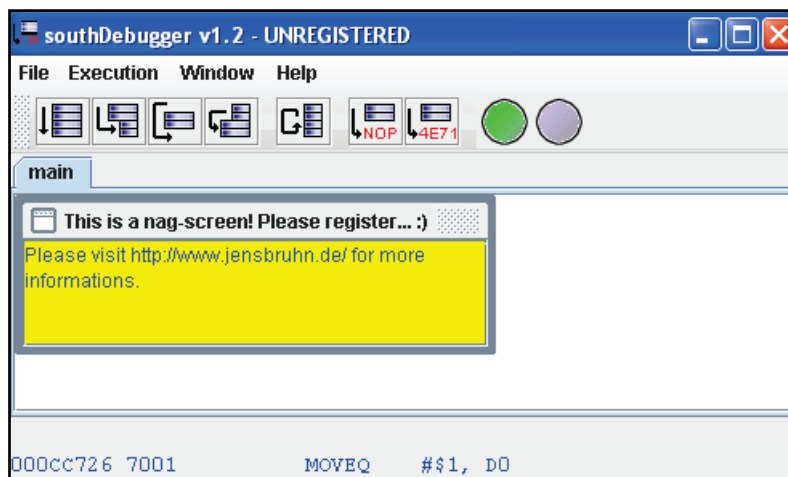 southDebugger v1.2 - UNREGISTERED
File Execution Window Help
NOP 4E71
main
This is a nag-screen! Please register... :)
Please visit http://www.jensbruhn.de/ for more
informations.
000CC726 7001 MOVEQ #$1, D0